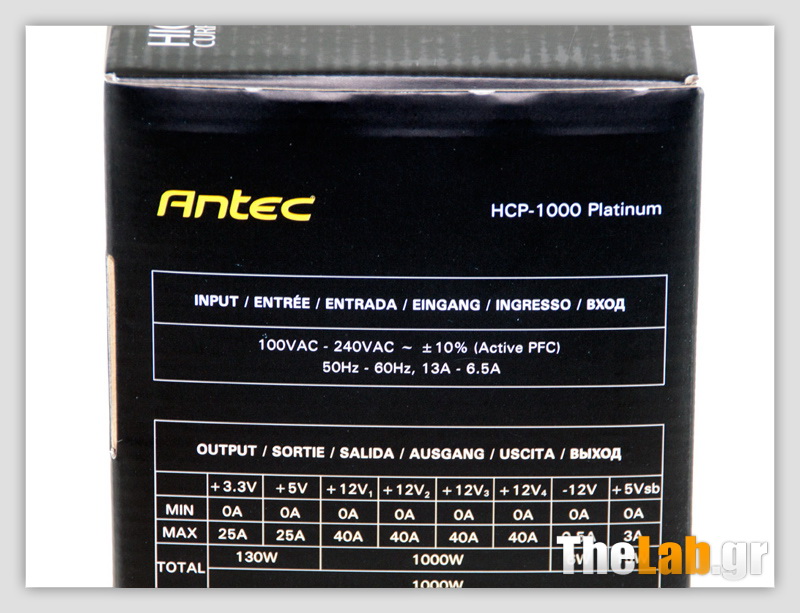 Antec
HCP-1000 Platinum
INPUT / ENTRÉE / ENTRADA / EINGANG / INGRESSO / ВХОД
100VAC - 240VAC ~ ±10% (Active PFC)
50Hz - 60Hz, 13A - 6.5A
OUTPUT / SORTIE / SALIDA / AUSGANG / USCITA / ВЫХОД
+3.3V +5V +12V1 +12V2 +12V3 +12V4 -12V +5Vsb
MIN 0A 0A 0A 0A 0A 0A 0A 0A
MAX 25A 25A 40A 40A 40A 40A 3A
TOTAL 130W 1000W
1000W
TheLab.gr